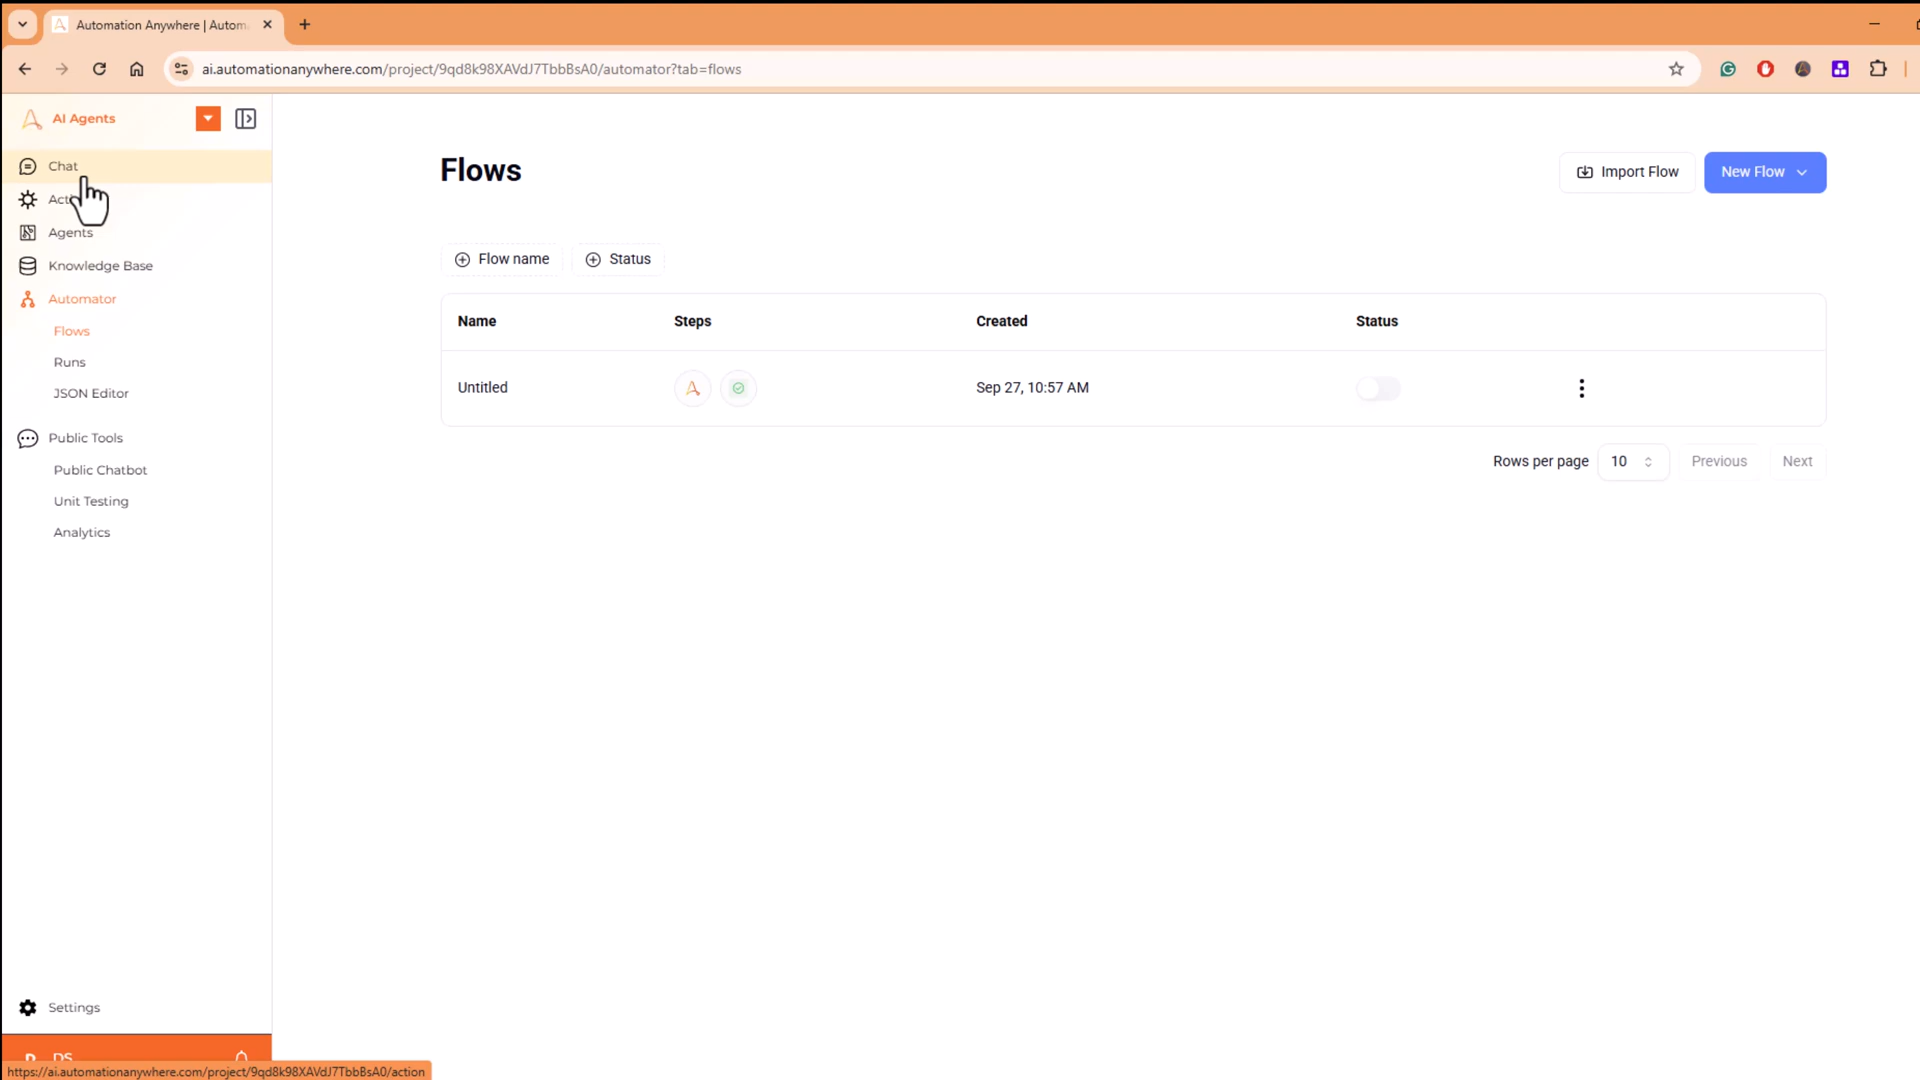 Automation Anywhere | Autom
ai.automationanywhere.com/project/9qd8k98XAVdJ7TbbBsA0/automator?tab=flows
AI Agents
Chat
Agents
Knowledge Base
Automator
Flows
Runs
JSON Editor
Public Tools
Public Chatbot
Unit Testing
Analytics
Settings
DS
https://ai.automationanywhere.com/project/9qd8k98XAVdJ7TbbBsA0/action
Flows
Import Flow
New Flow
Flow name
Status
Name Steps Created Status
Untitled Sep 27, 10:57 AM
Rows per page 10 Previous Next